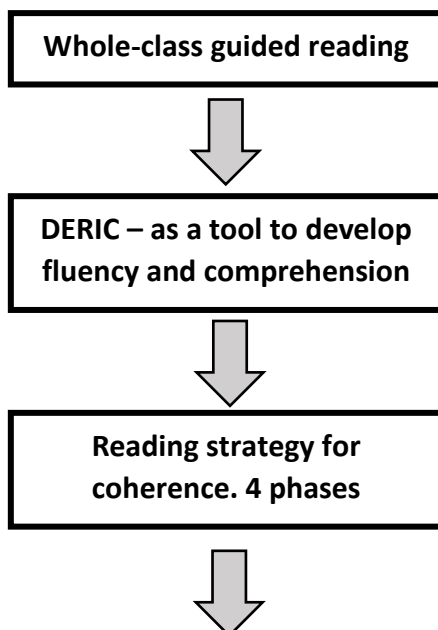 Whole-class guided reading
DERIC – as a tool to develop
fluency and comprehension
Reading strategy for
coherence. 4 phases